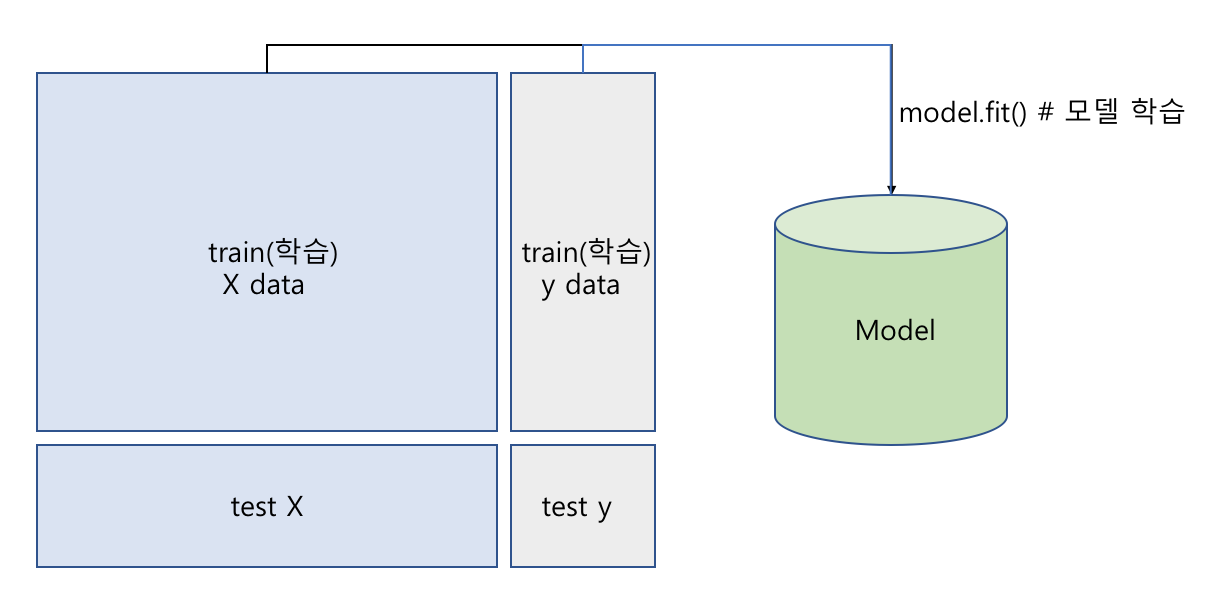 model.fit() # 모델 학습
train(학습)
X data
train(학습)
y data
Model
test X
test y